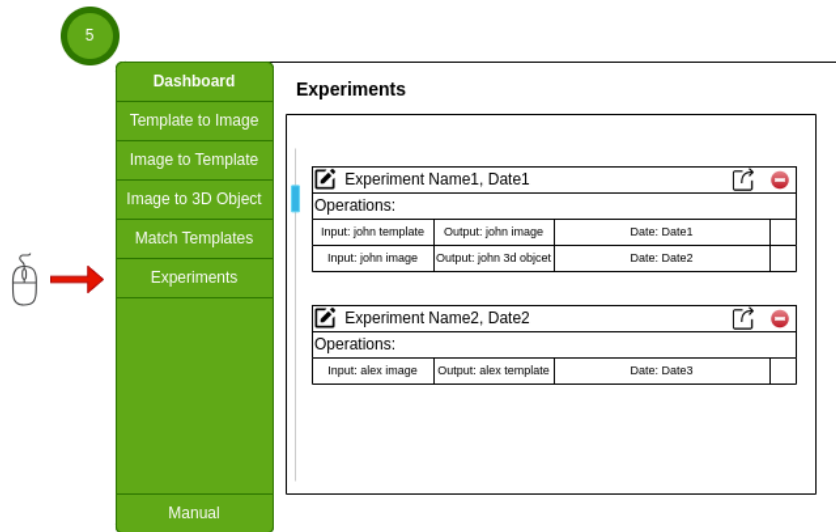 5
Dashboard
Template to Image
Image to Template
Image to 3D Object
Match Templates
Experiments
Manual
Experiments
Experiment Name1, Date1
Operations:
Input: john template Output: john image Date: Date1
Input: john image Output: john 3d objcet Date: Date2
Experiment Name2, Date2
Operations:
Input: alex image Output: alex template Date: Date3